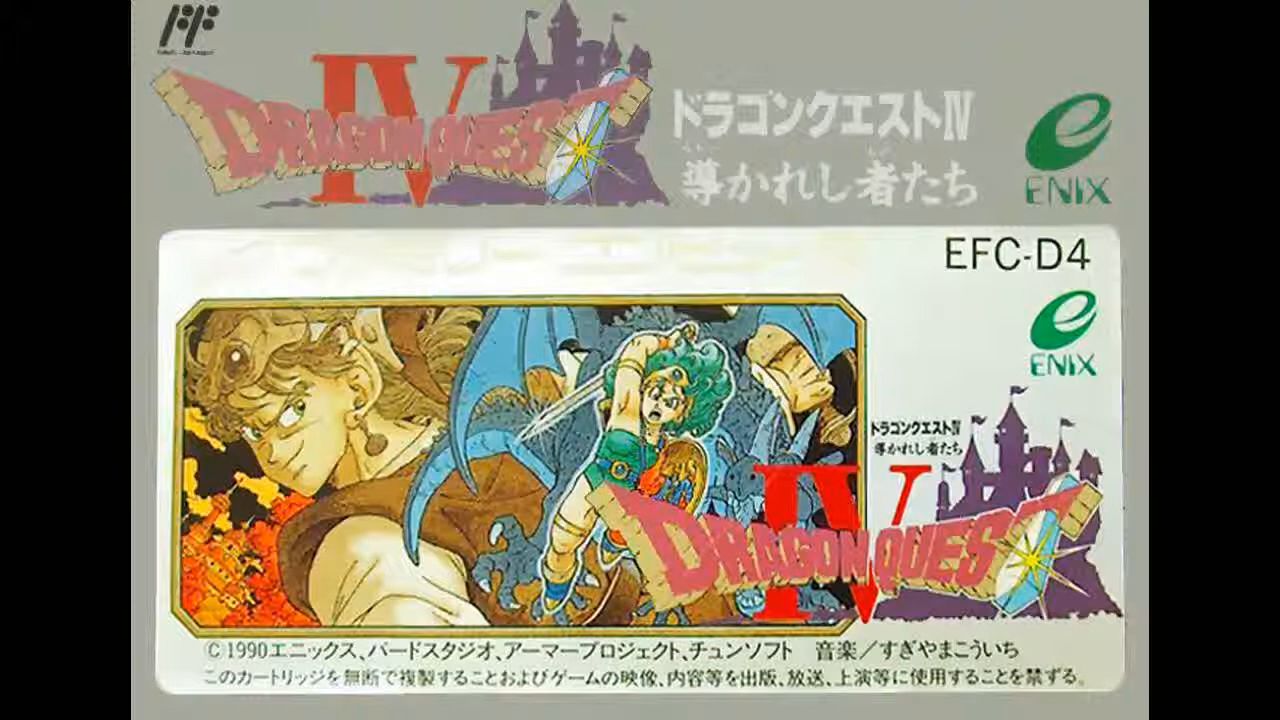 IV
DRAGON QUEST
ドラゴンクエストIV
導かれし者たち
ENIX
EFC-D4
ENIX
ドラゴンクエストIV
導かれし者たち
IV
DRAGON QUEST
©1990エニックス、バードスタジオ、アーマープロジェクト、チュンソフト 音楽／すぎやまこういち
このカートリッジを無断で複製することおよびゲームの映像、内容等を出版、放送、上演等に使用することを禁ずる。